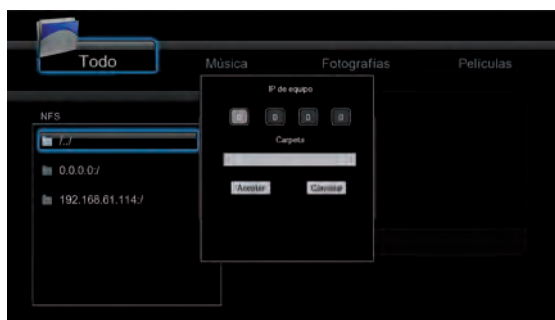 Todo
Música
Fotografías
Películas
IP de equipo
0 0 0 0
Carpeta
Aceptar
NFS
/../
0.0.0.0:/
192.168.61.114:/